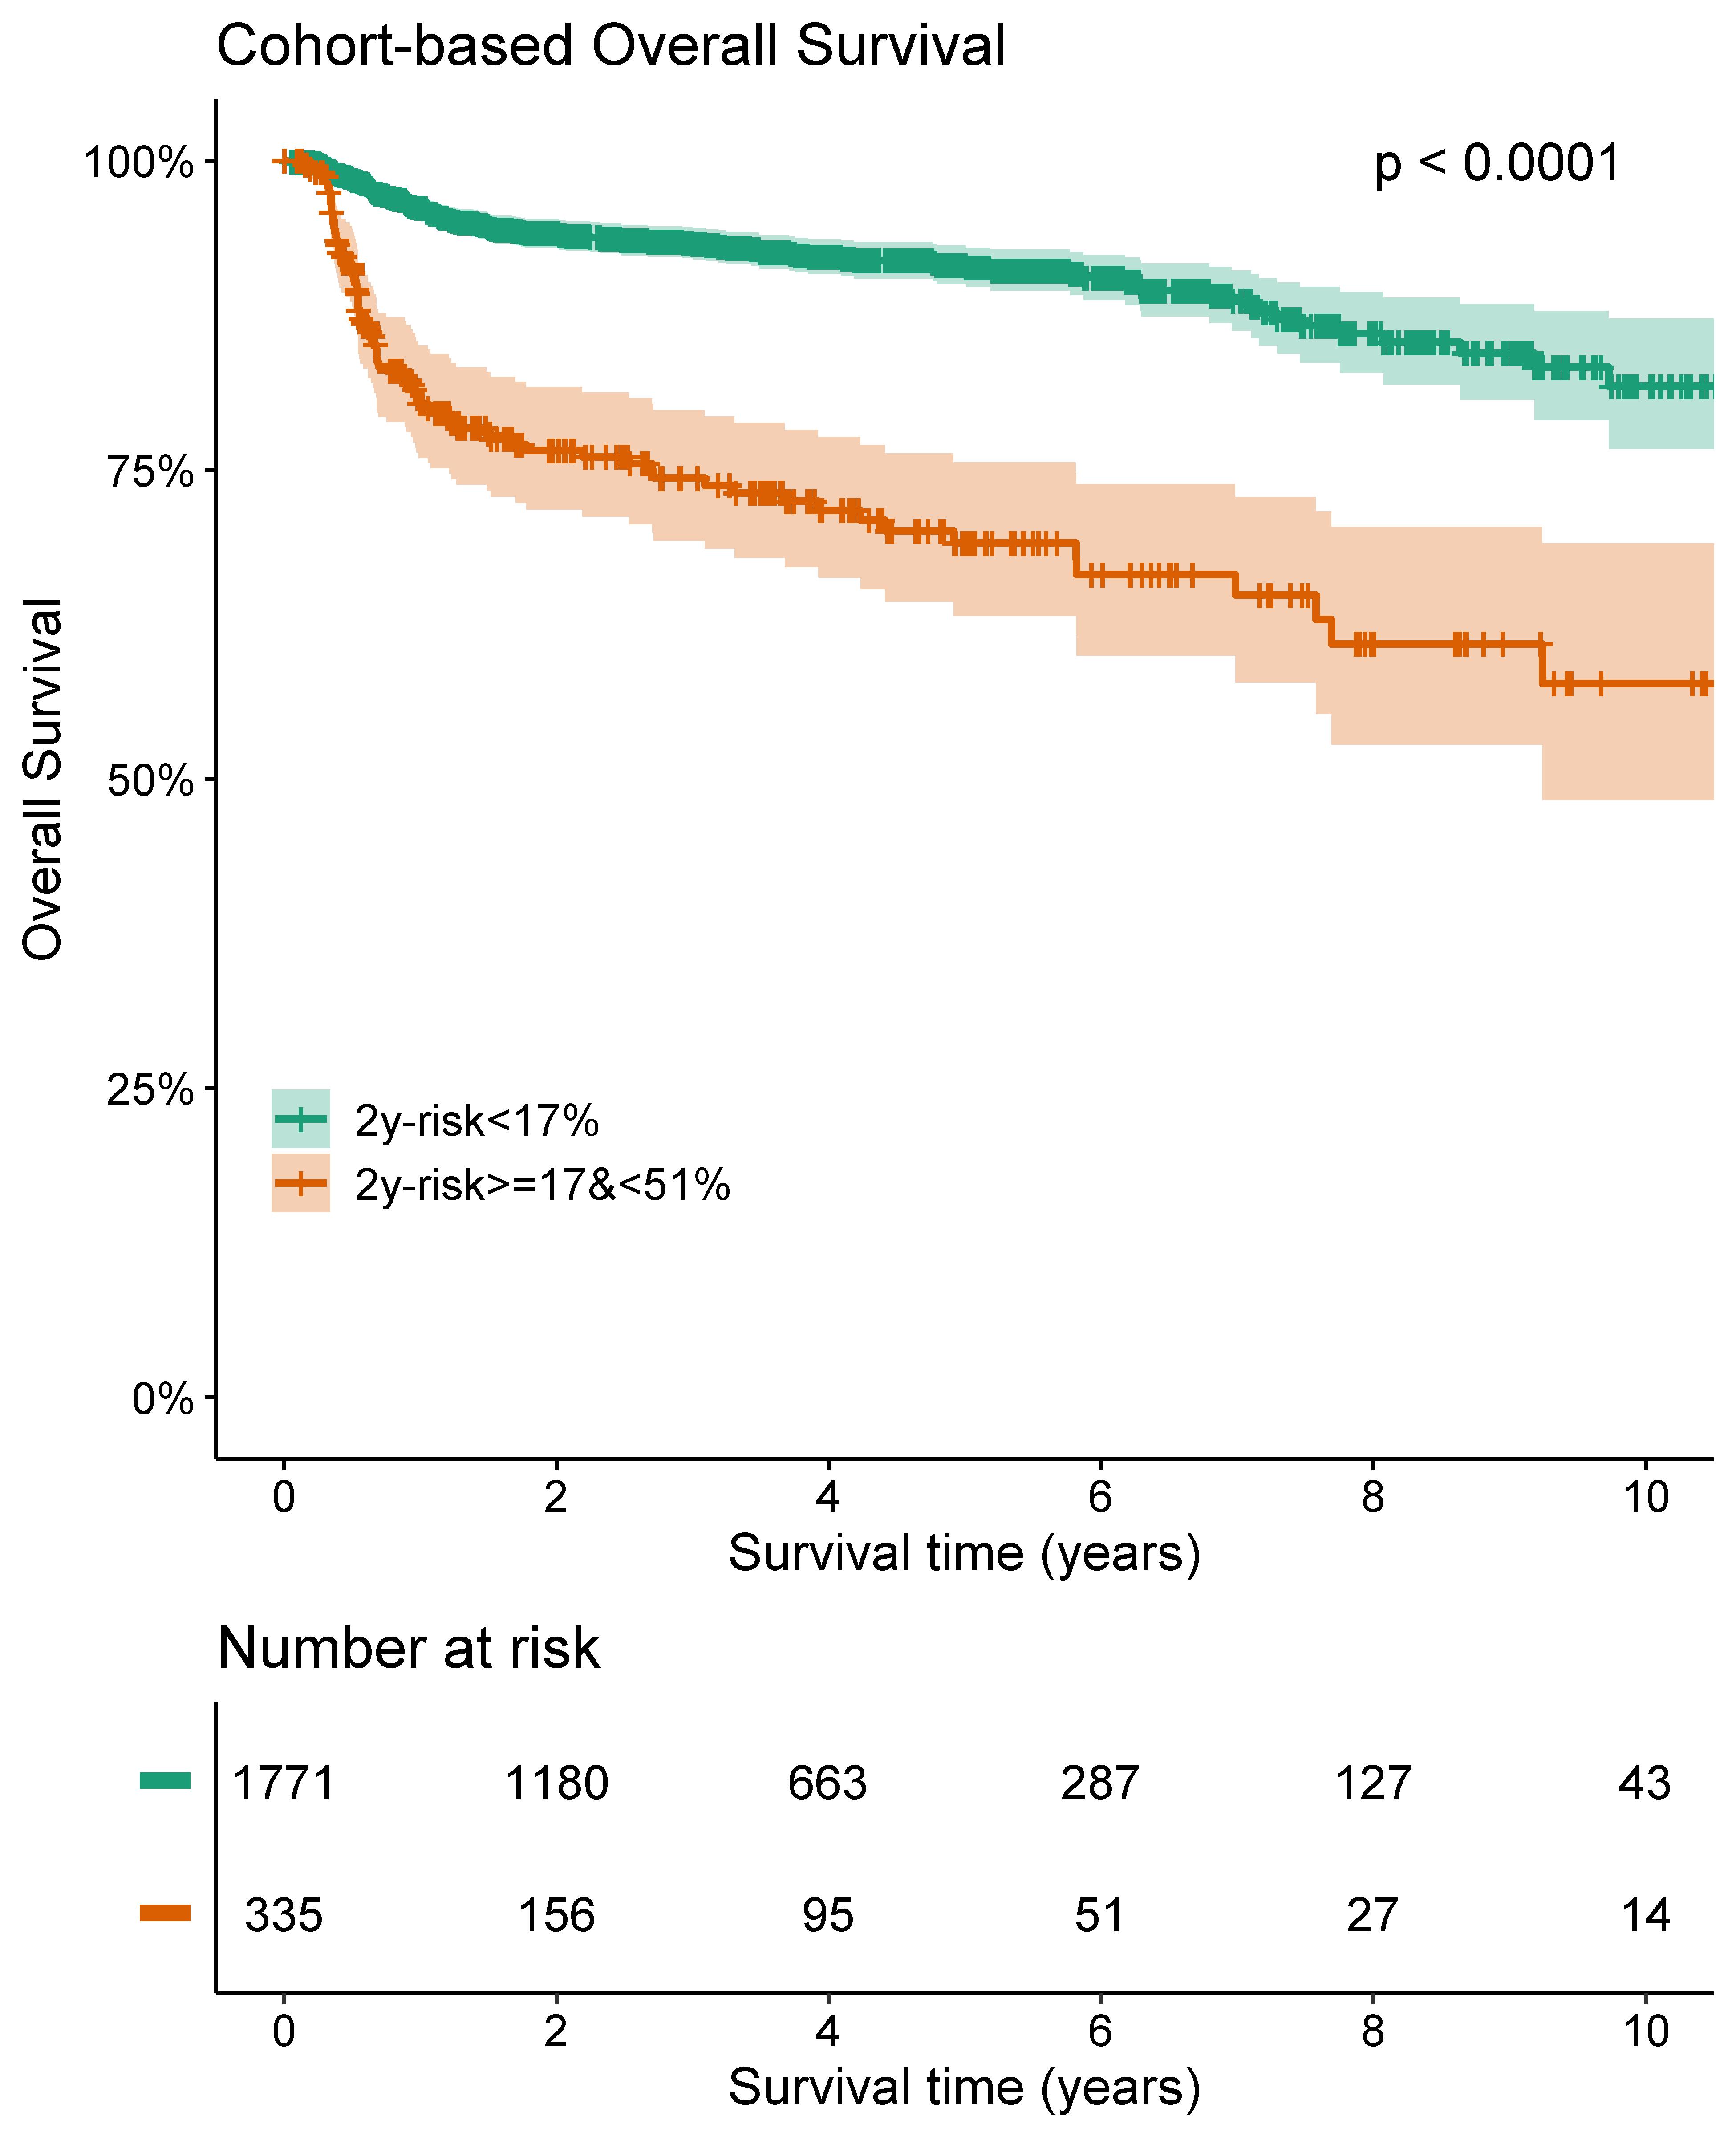 Cohort-based Overall Survival
p < 0.0001
100%
75%
50%
25%
0%
Overall Survival
2y-risk<17%
2y-risk>=17&<51%
0 2 4 6 8 10
Survival time (years)
Number at risk
1771 1180 663 287 127 43
335 156 95 51 27 14
0 2 4 6 8 10
Survival time (years)